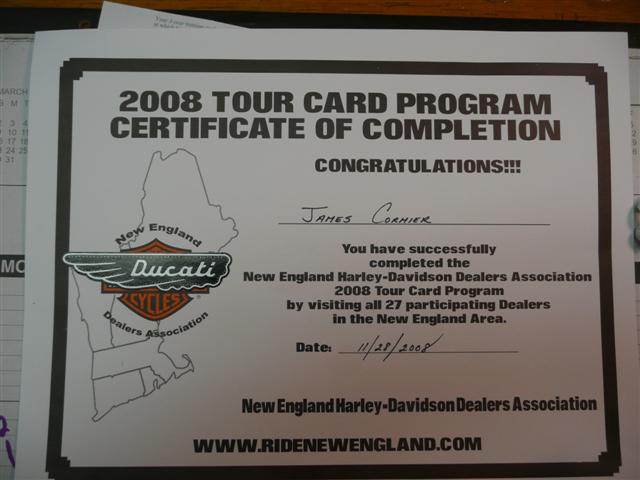 2008 TOUR CARD PROGRAM
CERTIFICATE OF COMPLETION
CONGRATULATIONS!!!
JAMES CORMIER
You have successfully
completed the
New England Harley-Davidson Dealers Association
2008 Tour Card Program
by visiting all 27 participating Dealers
in the New England Area.
Date: 11/28/2008
New England
Ducati
CYCLES
Dealers Association
New England Harley-Davidson Dealers Association
WWW.RIDENEWENGLAND.COM
MARCH